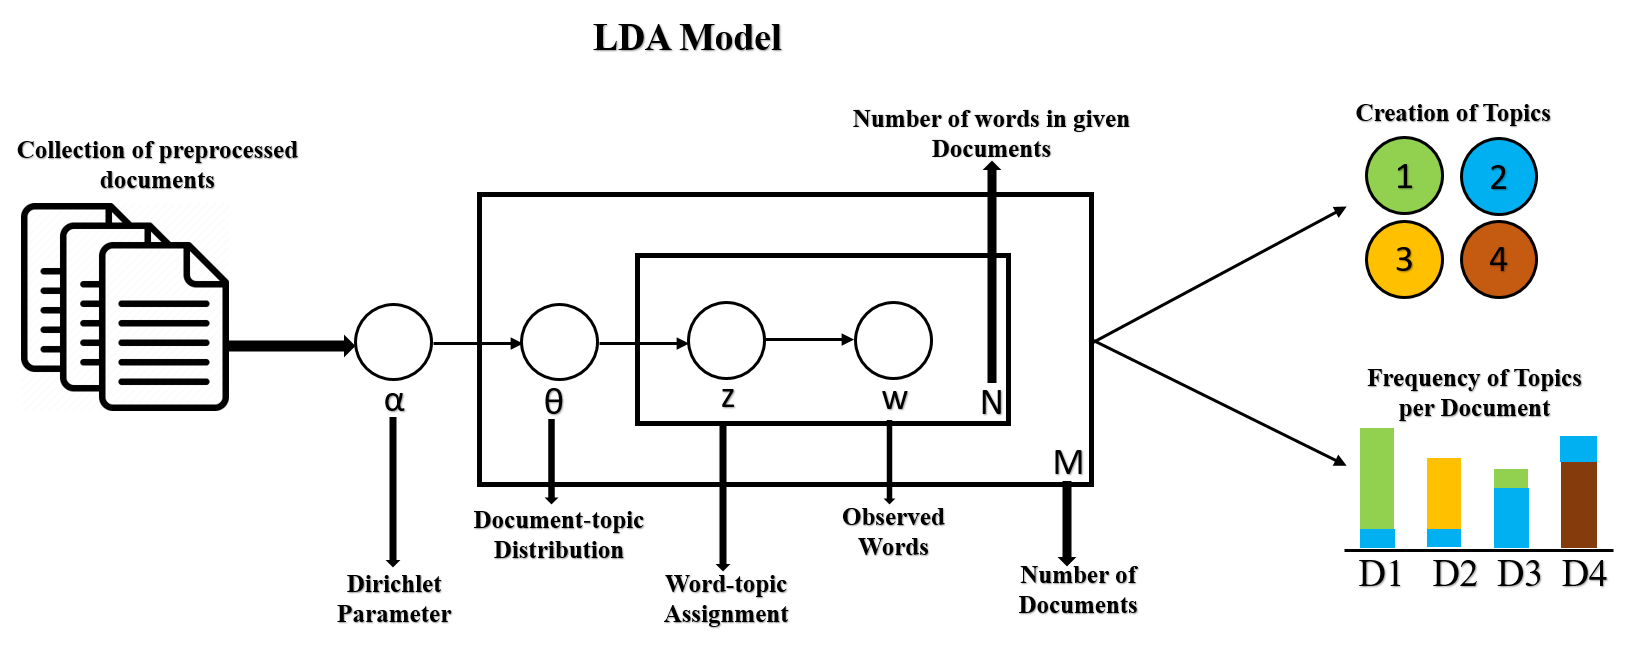 LDA Model
Collection of preprocessed
documents
Number of words in given
Documents
α
θ
z
w
N
M
Dirichlet
Parameter
Document-topic
Distribution
Word-topic
Assignment
Observed
Words
Number of
Documents
Creation of Topics
1 2
3 4
Frequency of Topics
per Document
D1 D2 D3 D4